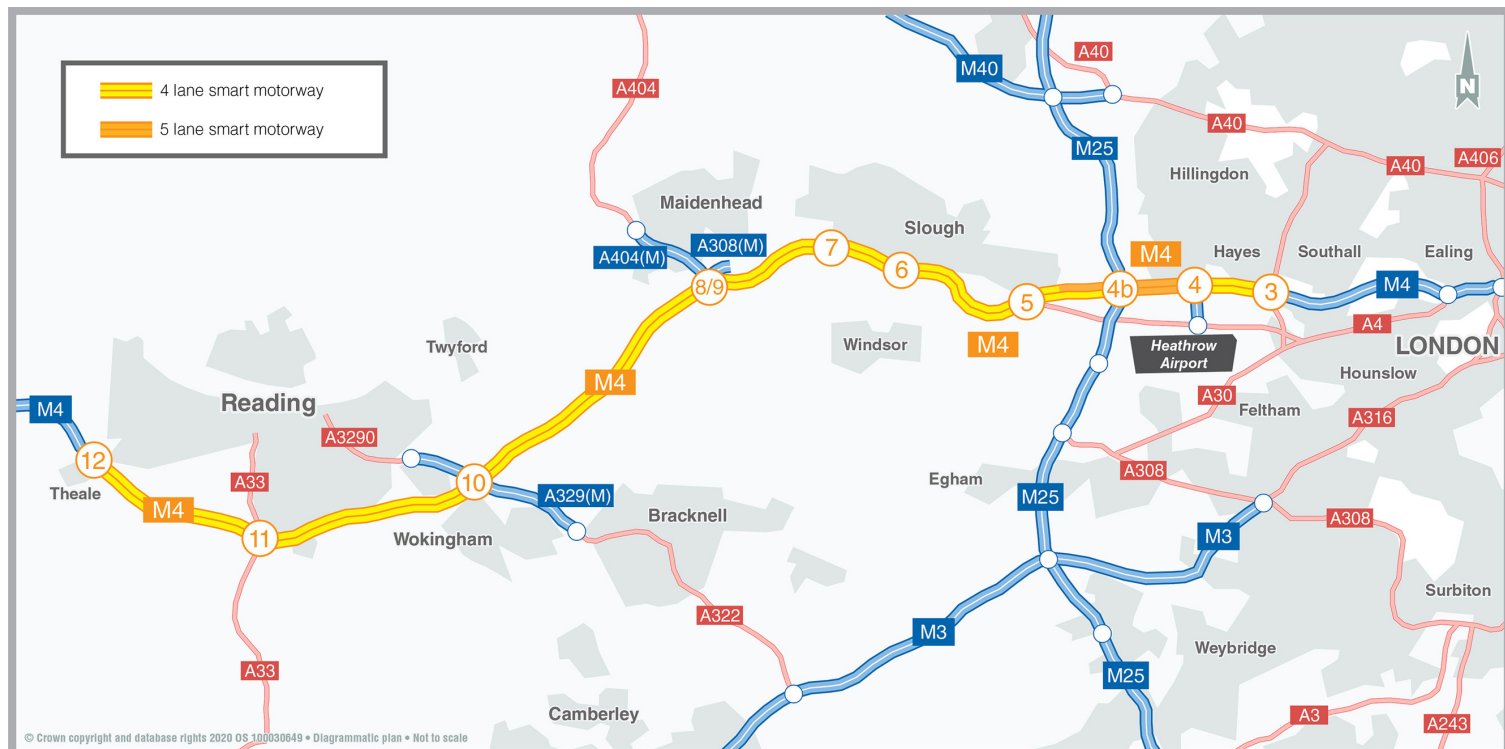 4 lane smart motorway
5 lane smart motorway
A404
M40
A40
N
M25
A40
A40
A406
Hillingdon
Maidenhead
A404(M)
A308(M)
Slough
7
6
8/9
5
M4
4b
4
Hayes
3
Southall
Ealing
M4
A4
LONDON
Heathrow
Airport
Hounslow
Windsor
M4
Twyford
M4
A30
Feltham
A316
Reading
M4
A3290
12
Theale
M4
A33
11
10
A329(M)
Wokingham
Bracknell
Egham
M25
A308
A308
M3
A322
M3
Surbiton
Weybridge
M25
A33
Camberley
A3
A243
© Crown copyright and database rights 2020 OS 100030649 • Diagrammatic plan • Not to scale